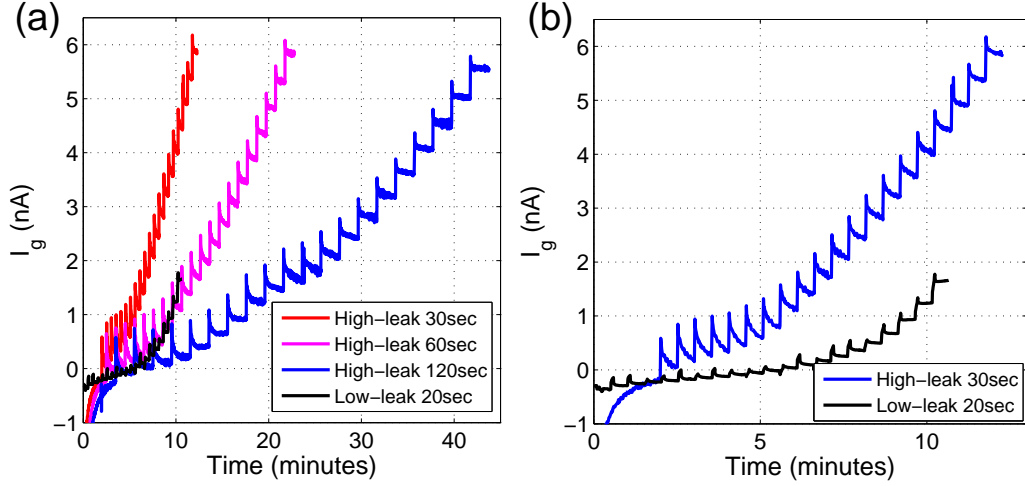 (a)
(b)
6
5
4
3
2
1
0
−1
I_g (nA)
0 10 20 30 40
Time (minutes)
High−leak 30sec
High−leak 60sec
High−leak 120sec
Low−leak 20sec
6
5
4
3
2
1
0
−1
I_g (nA)
0 5 10
Time (minutes)
High−leak 30sec
Low−leak 20sec